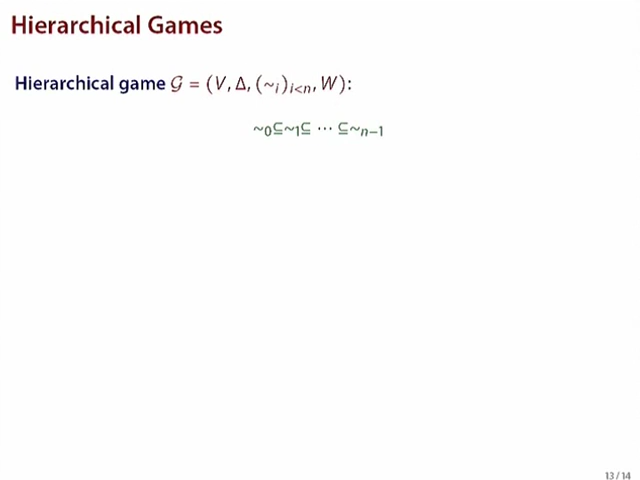 Hierarchical Games
Hierarchical game 𝒢 = (V, Δ, (~ᵢ)ᵢ<ₙ, W):
~₀⊆~₁⊆ ⋯ ⊆~ₙ₋₁
13 / 14